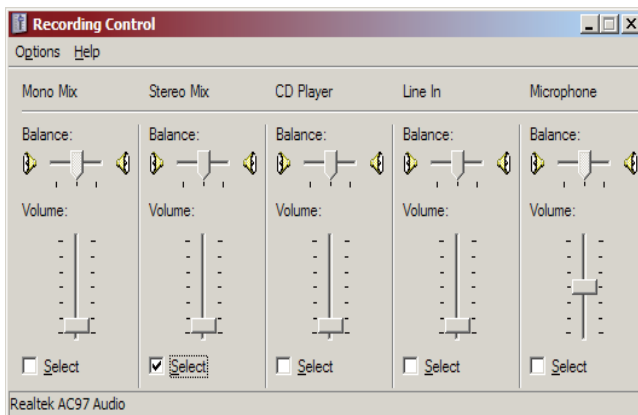 Recording Control
Options Help
Mono Mix Stereo Mix CD Player Line In Microphone
Balance: Balance: Balance: Balance: Balance:
Volume: Volume: Volume: Volume: Volume:
Select Select Select Select Select
Realtek AC97 Audio